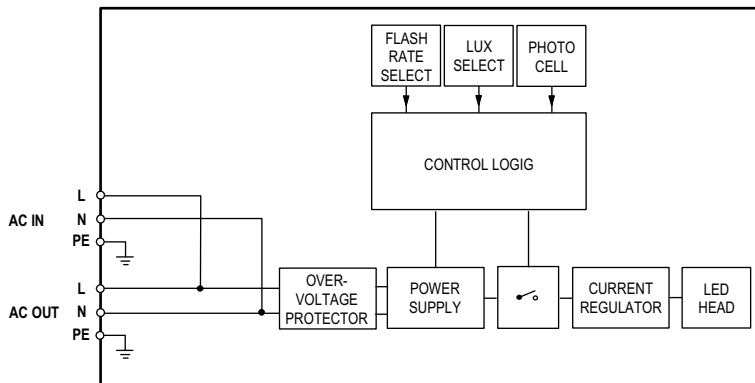 FLASH
RATE
SELECT
LUX
SELECT
PHOTO
CELL
CONTROL LOGIG
L
AC IN
N
PE
L
AC OUT
N
PE
OVER-
VOLTAGE
PROTECTOR
POWER
SUPPLY
CURRENT
REGULATOR
LED
HEAD